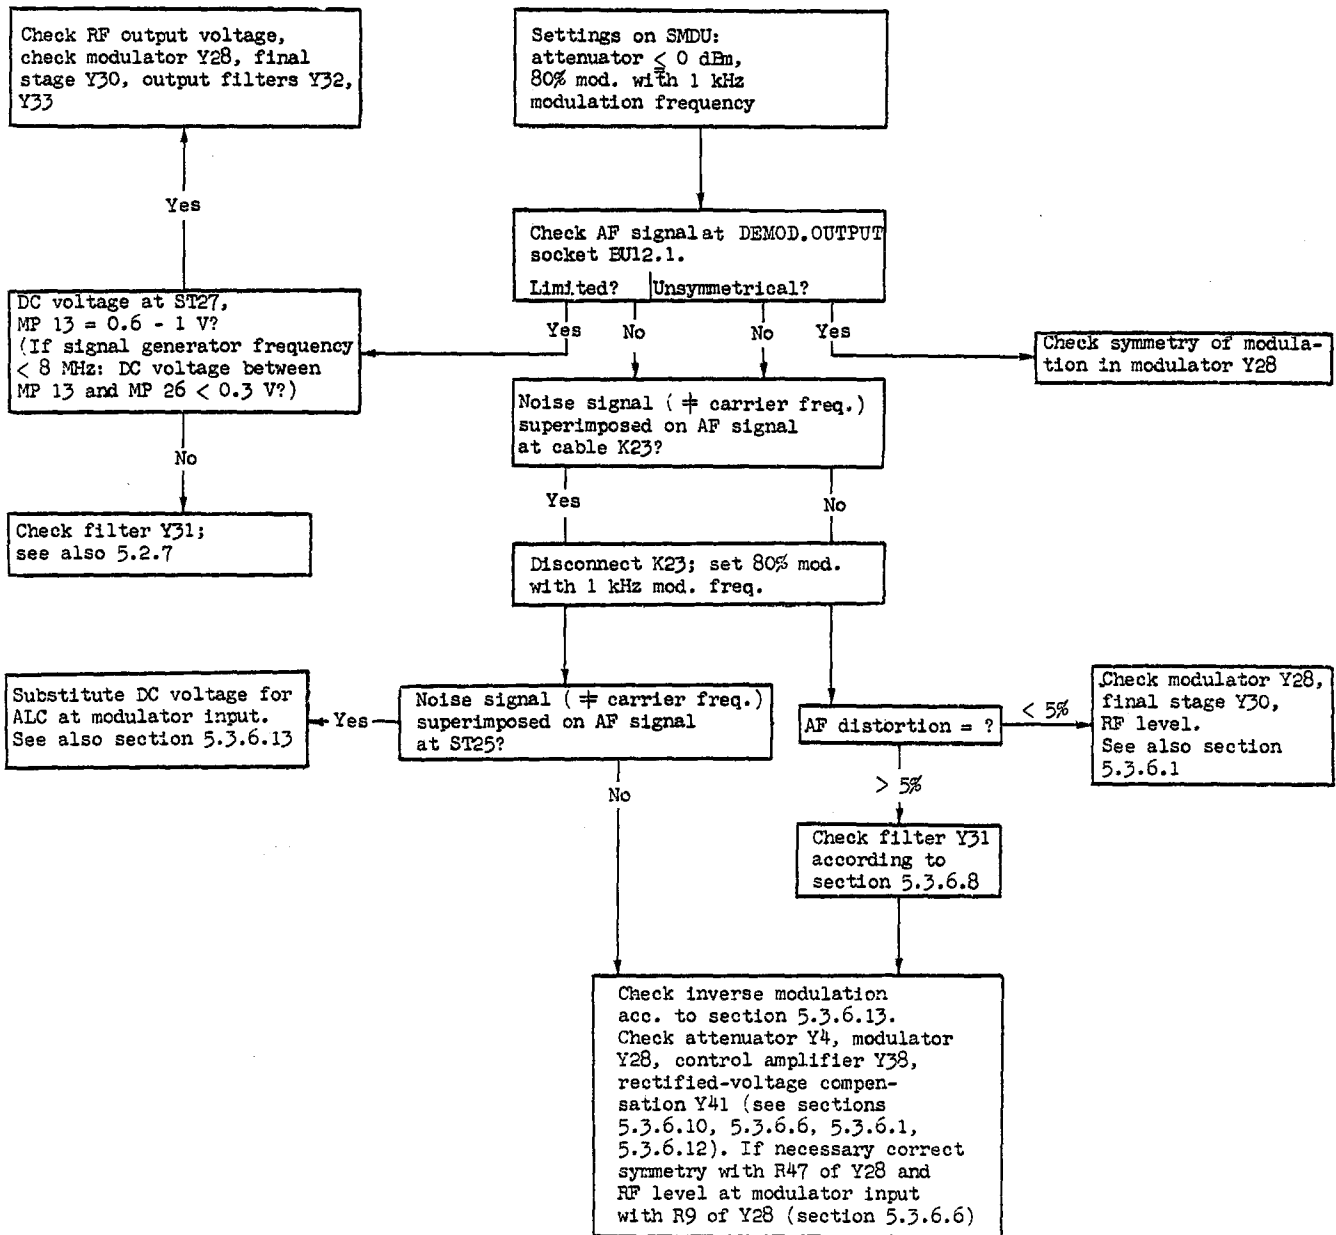 Check RF output voltage,
check modulator Y28, final
stage Y30, output filters Y32,
Y33
Settings on SMDU:
attenuator ≦ 0 dBm,
80% mod. with 1 kHz
modulation frequency
Yes
Check AF signal at DEMOD.OUTPUT
socket BU12.1.
Limited? Unsymmetrical?
DC voltage at ST27,
MP 13 = 0.6 - 1 V?
(If signal generator frequency
< 8 MHz: DC voltage between
MP 13 and MP 26 < 0.3 V?)
Yes No No Yes
Check symmetry of modula-
tion in modulator Y28
Noise signal ( ≠ carrier freq.)
superimposed on AF signal
at cable K23?
No
Yes
No
Check filter Y31;
see also 5.2.7
Disconnect K23; set 80% mod.
with 1 kHz mod. freq.
Substitute DC voltage for
ALC at modulator input.
See also section 5.3.6.13
Yes
Noise signal ( ≠ carrier freq.)
superimposed on AF signal
at ST25?
AF distortion = ?
< 5%
Check modulator Y28,
final stage Y30,
RF level.
See also section
5.3.6.1
No
> 5%
Check filter Y31
according to
section 5.3.6.8
Check inverse modulation
acc. to section 5.3.6.13.
Check attenuator Y4, modulator
Y28, control amplifier Y38,
rectified-voltage compen-
sation Y41 (see sections
5.3.6.10, 5.3.6.6, 5.3.6.1,
5.3.6.12). If necessary correct
symmetry with R47 of Y28 and
RF level at modulator input
with R9 of Y28 (section 5.3.6.6)